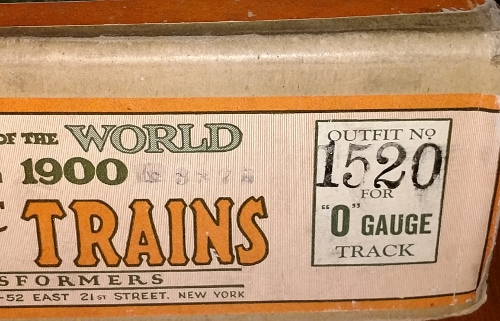 OF THE WORLD
1900
TRAINS
SFORMERS
-52 EAST 21ST STREET. NEW YORK
OUTFIT No
1520
FOR
"O" GAUGE
TRACK